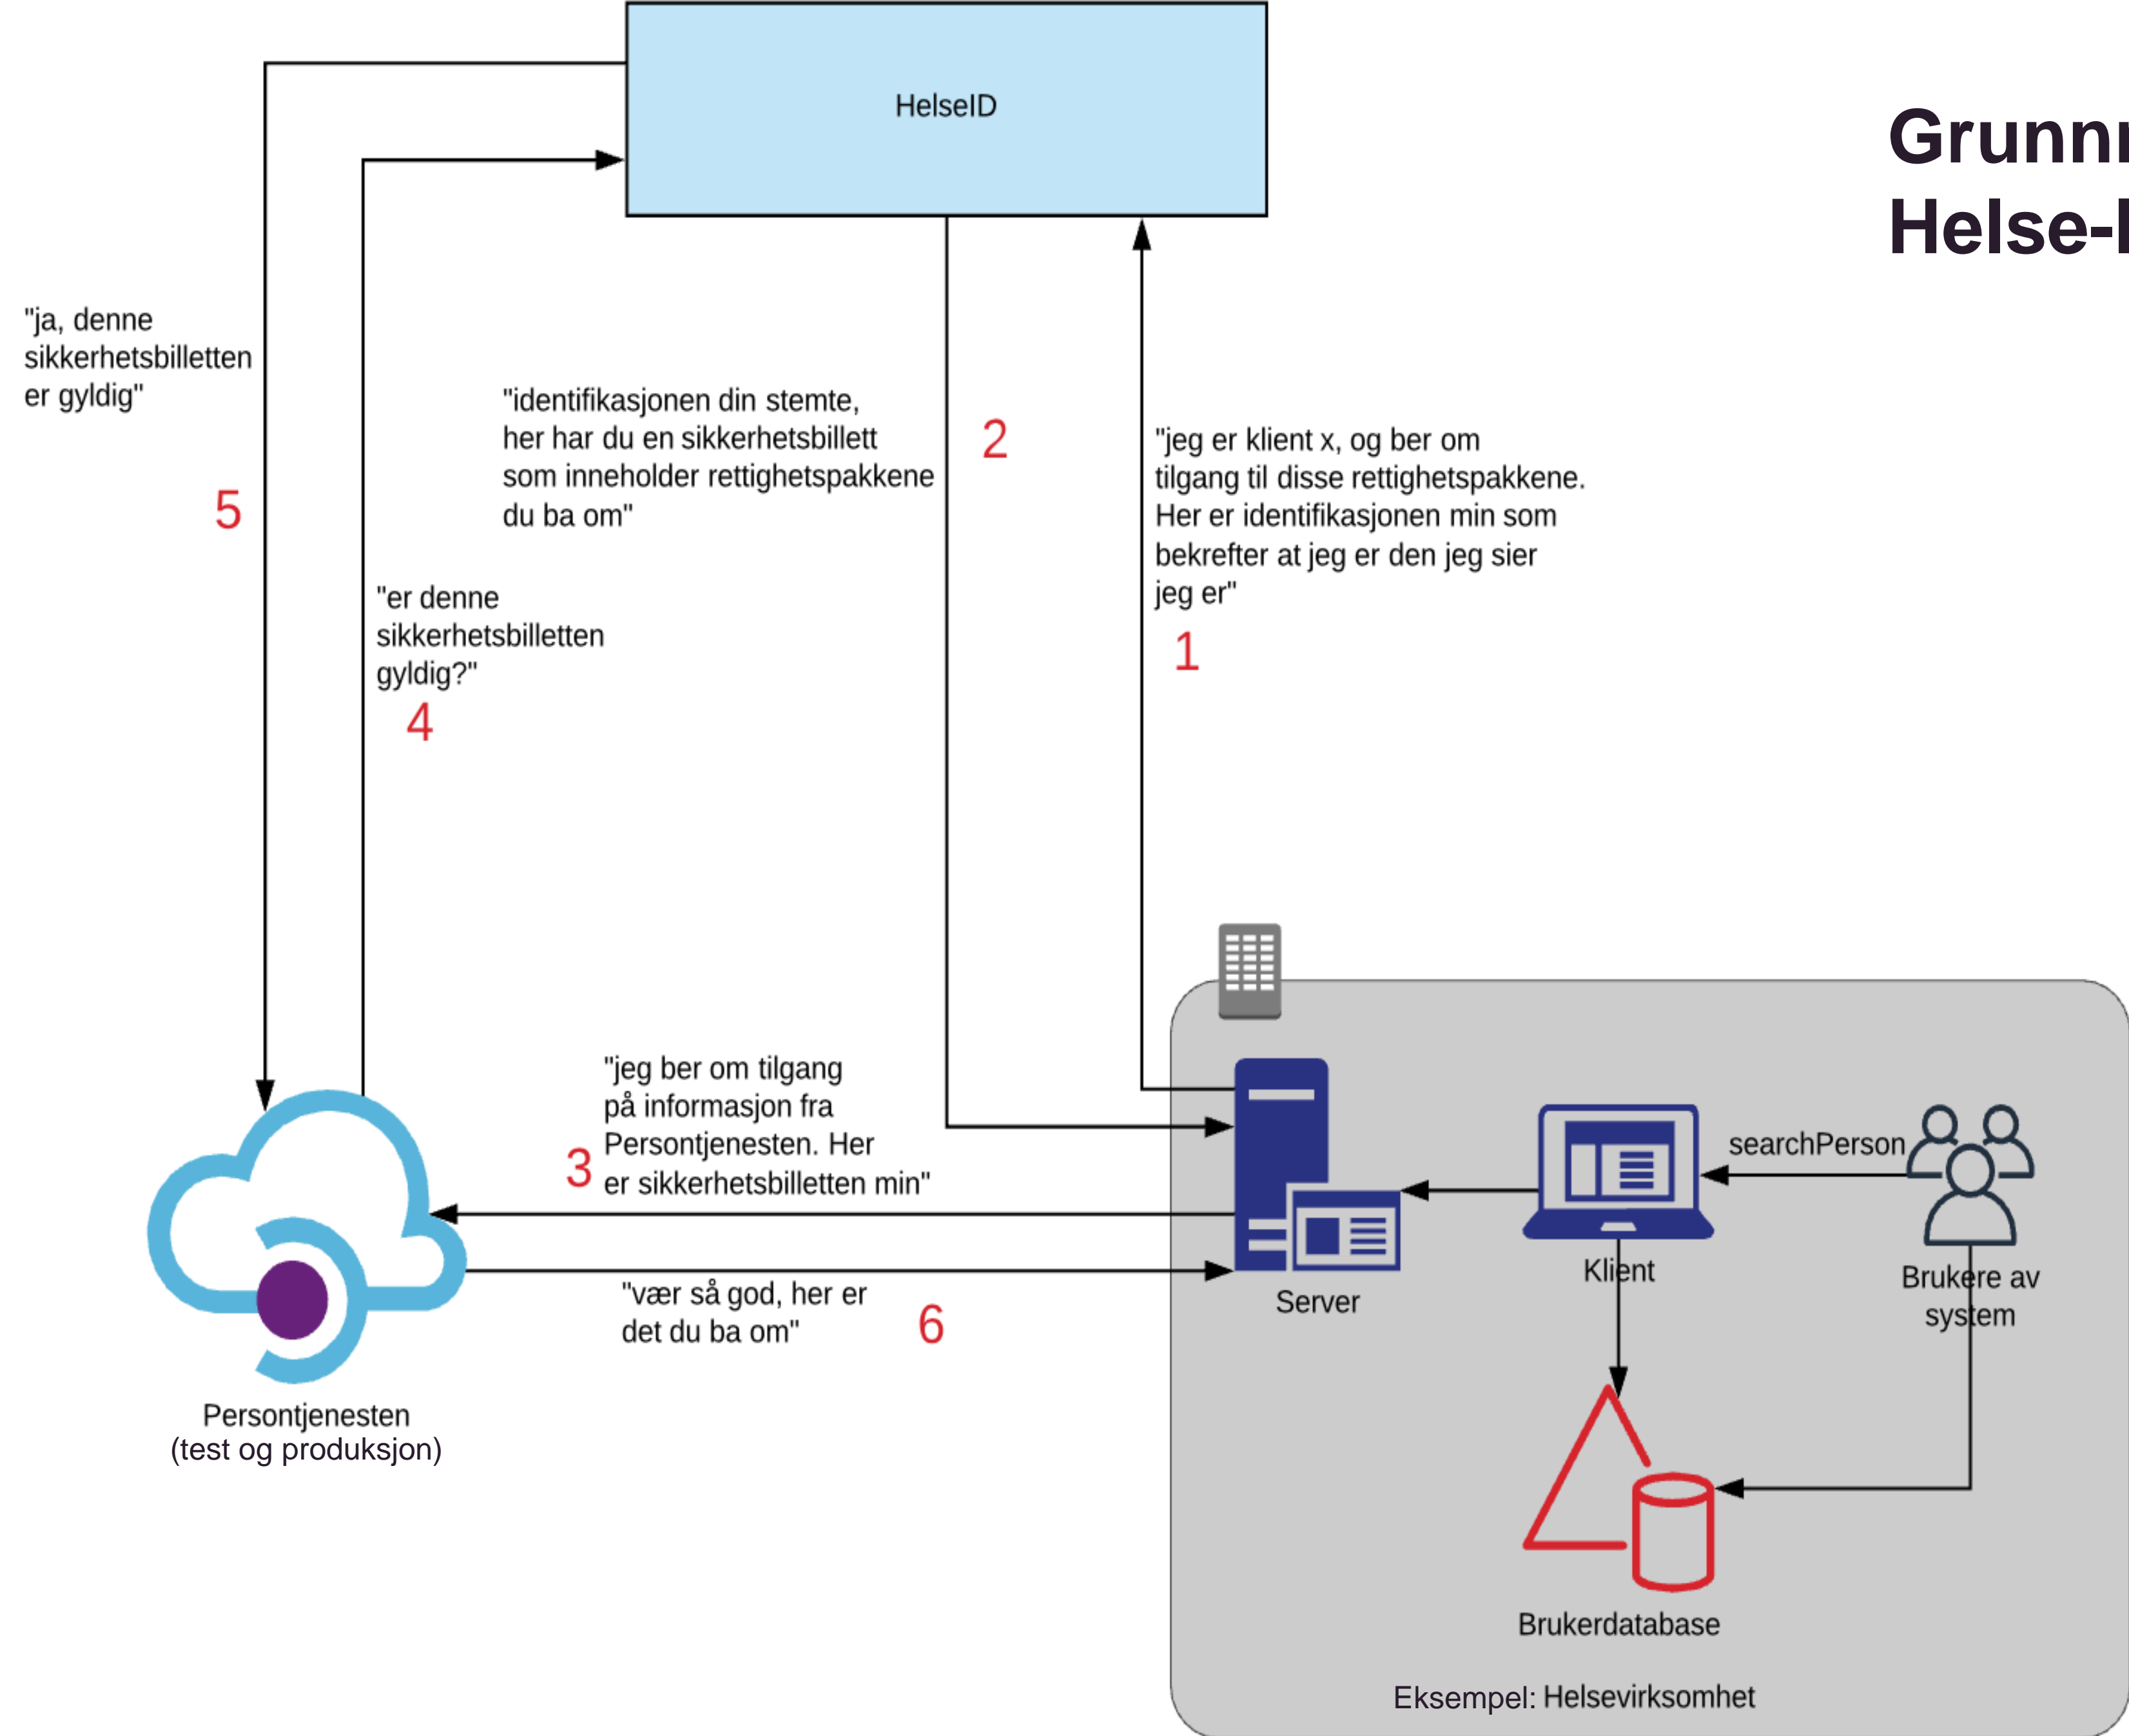 HelseID
"ja, denne
sikkerhetsbilletten
er gyldig"
5
"identifikasjonen din stemte,
her har du en sikkerhetsbillett
som inneholder rettighetspakkene
du ba om"
2
"jeg er klient x, og ber om
tilgang til disse rettighetspakkene.
Her er identifikasjonen min som
bekrefter at jeg er den jeg sier
jeg er"
1
"er denne
sikkerhetsbilletten
gyldig?"
4
"jeg ber om tilgang
på informasjon fra
Persontjenesten. Her
er sikkerhetsbilletten min"
3
"vær så god, her er
det du ba om"
6
Persontjenesten
(test og produksjon)
Server
Klient
searchPerson
Brukere av
system
Brukerdatabase
Eksempel: Helsevirksomhet